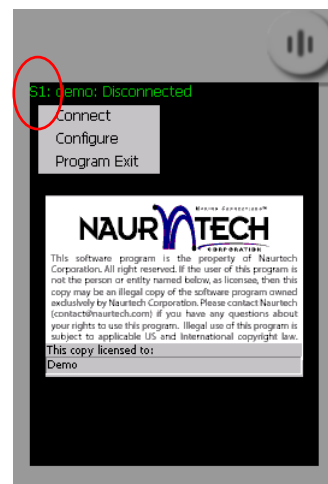 S1: demo: Disconnected
Connect
Configure
Program Exit
Making Connections™
NAURTECH
CORPORATION
This software program is the property of Naurtech
Corporation. All right reserved. If the user of this program is
not the person or entity named below, as licensee, then this
copy may be an illegal copy of the software program owned
exclusively by Naurtech Corporation. Please contact Naurtech
(contact@naurtech.com) if you have any questions about
your rights to use this program. Illegal use of this program is
subject to applicable US and International copyright law.
This copy licensed to:
Demo